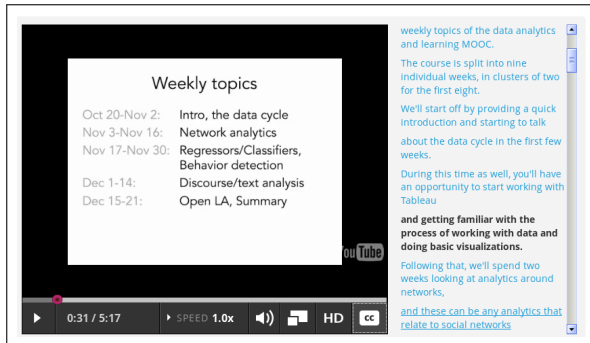 Weekly topics
Oct 20-Nov 2: Intro, the data cycle
Nov 3-Nov 16: Network analytics
Nov 17-Nov 30: Regressors/Classifiers,
Behavior detection
Dec 1-14: Discourse/text analysis
Dec 15-21: Open LA, Summary
You Tube
0:31 / 5:17
SPEED 1.0x
HD
cc
weekly topics of the data analytics
and learning MOOC.
The course is split into nine
individual weeks, in clusters of two
for the first eight.
We'll start off by providing a quick
introduction and starting to talk
about the data cycle in the first few
weeks.
During this time as well, you'll have
an opportunity to start working with
Tableau
and getting familiar with the
process of working with data and
doing basic visualizations.
Following that, we'll spend two
weeks looking at analytics around
networks,
and these can be any analytics that
relate to social networks